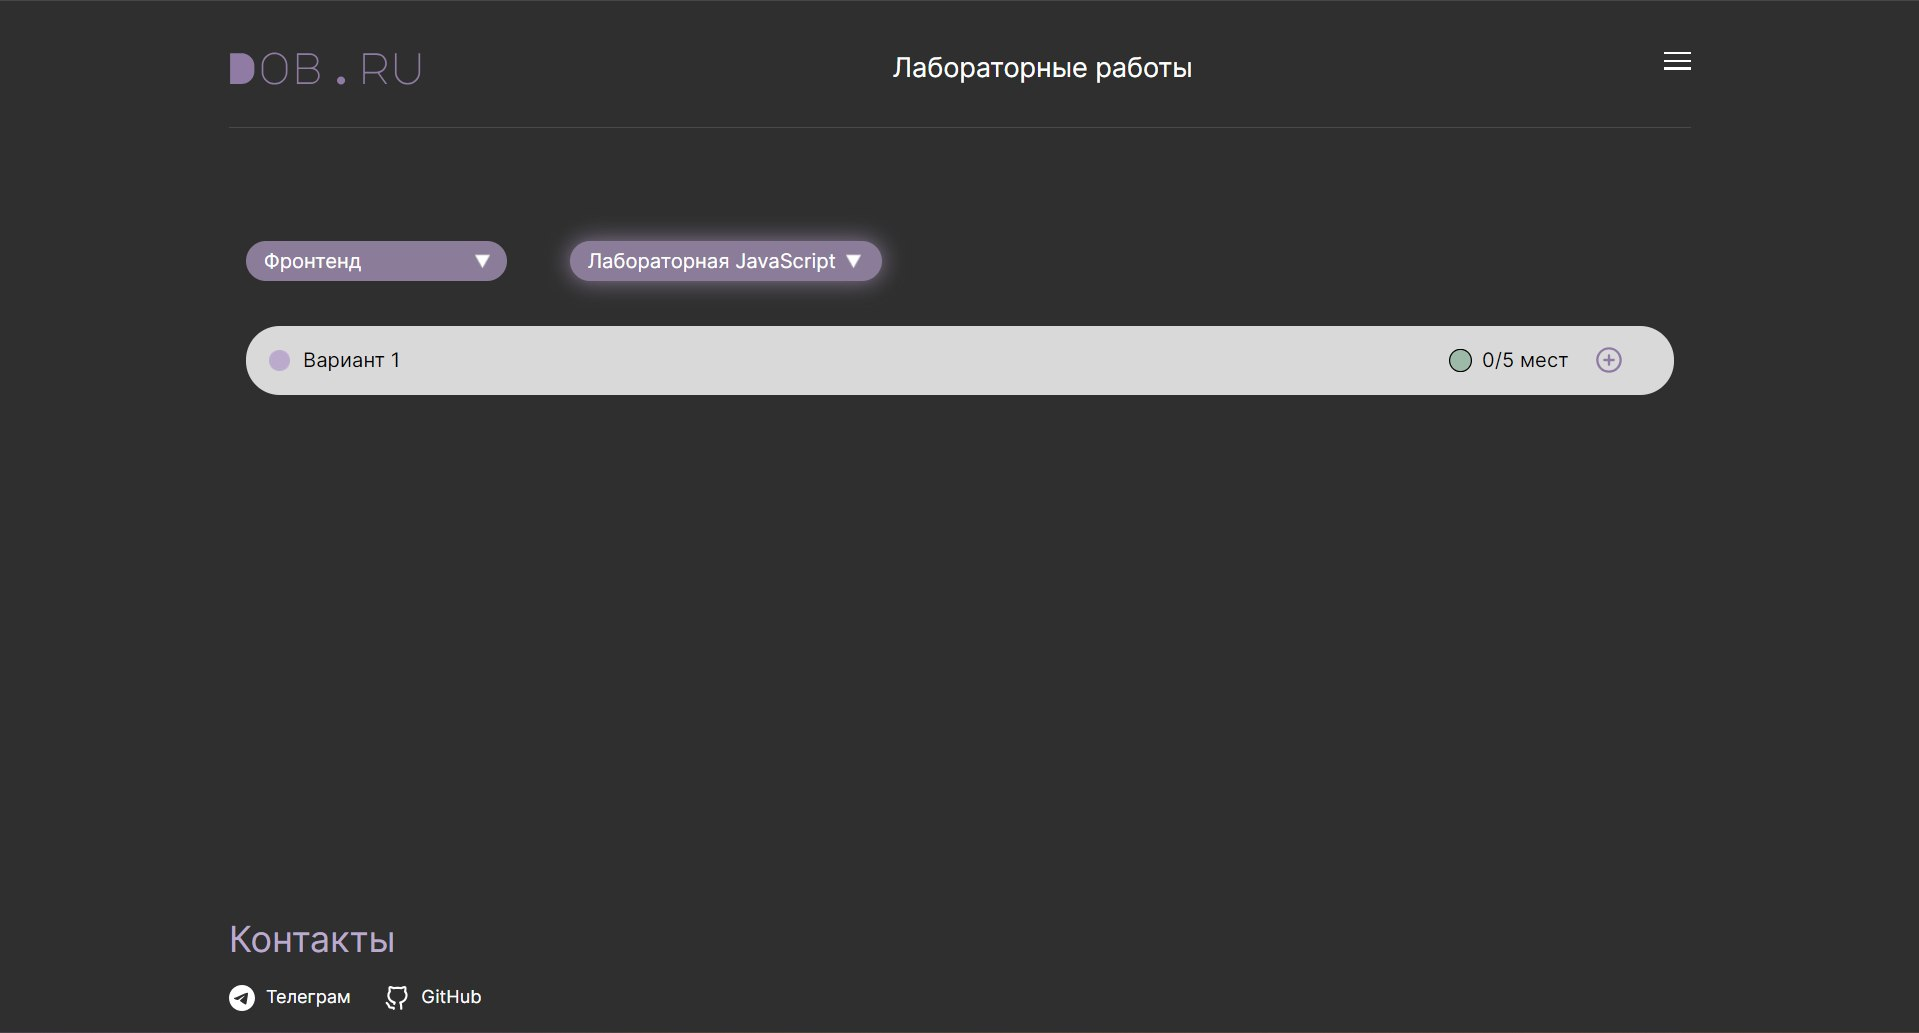 DOB.RU
Лабораторные работы
Фронтенд
Лабораторная JavaScript
Вариант 1
0/5 мест
Контакты
Телеграм
GitHub